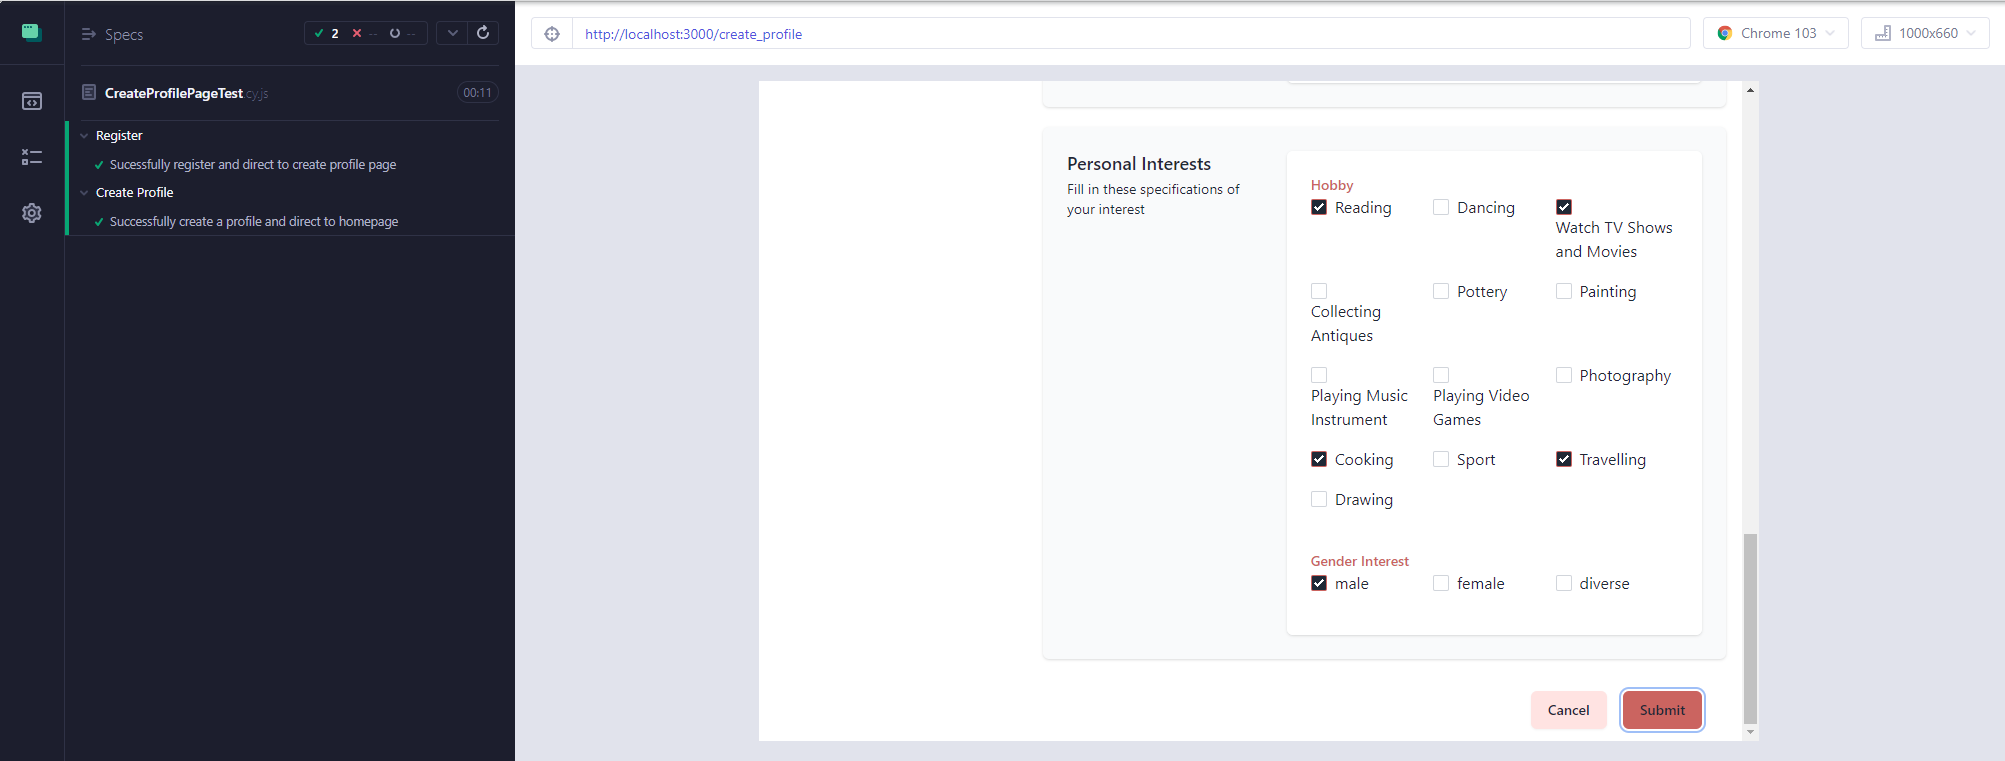 Specs
2 -- --
CreateProfilePageTest.cy.js
00:11
Register
Sucessfully register and direct to create profile page
Create Profile
Successfully create a profile and direct to homepage
http://localhost:3000/create_profile
Chrome 103
1000x660
Personal Interests
Fill in these specifications of
your interest
Hobby
Reading
Dancing
Watch TV Shows
and Movies
Collecting
Antiques
Pottery
Painting
Playing Music
Instrument
Playing Video
Games
Photography
Cooking
Sport
Travelling
Drawing
Gender Interest
male
female
diverse
Cancel
Submit